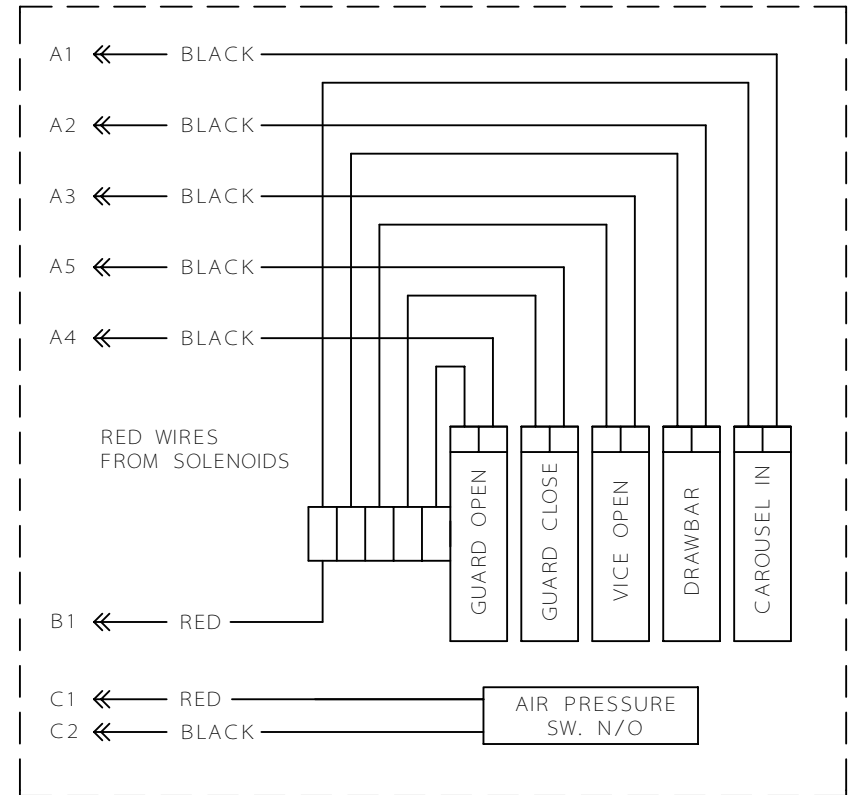 A1 BLACK
A2 BLACK
A3 BLACK
A5 BLACK
A4 BLACK
RED WIRES
FROM SOLENOIDS
GUARD OPEN
GUARD CLOSE
VICE OPEN
DRAWBAR
CAROUSEL IN
B1 RED
C1 RED
C2 BLACK
AIR PRESSURE
SW. N/O